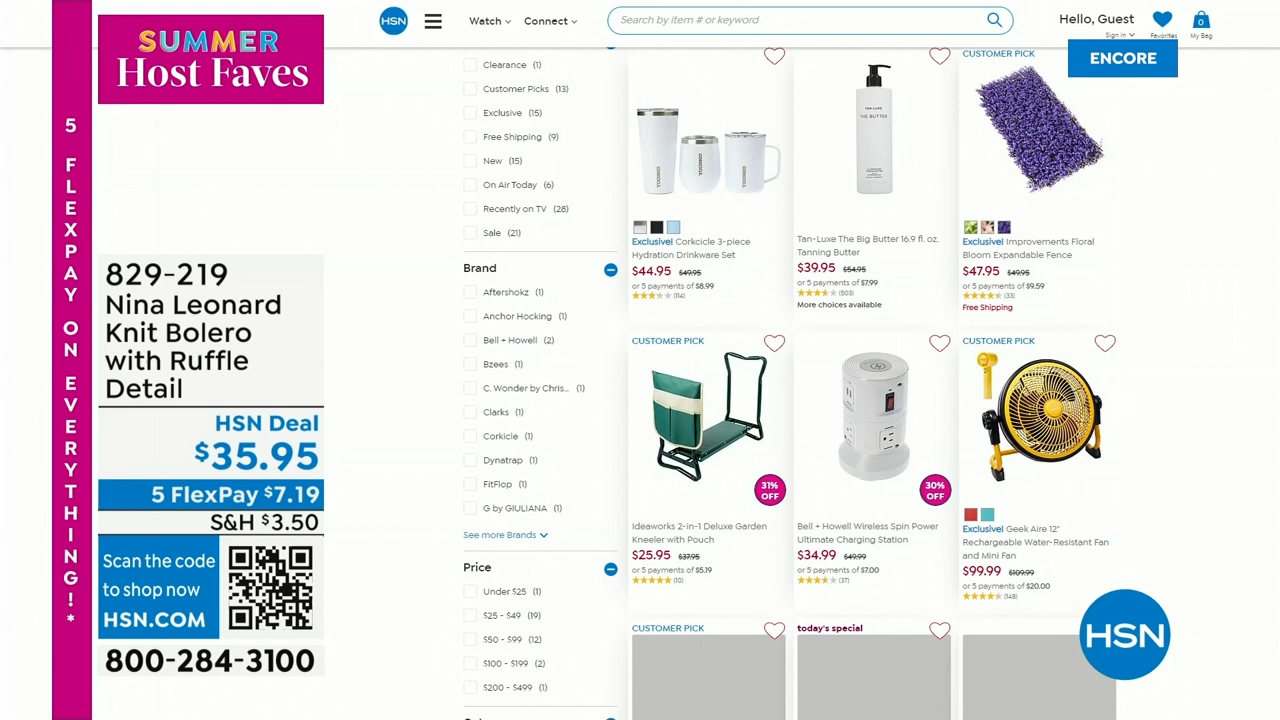 SUMMER
Host Faves
5 FLEXPAY ON EVERYTHING!*
829-219
Nina Leonard
Knit Bolero
with Ruffle
Detail
HSN Deal
$35.95
5 FlexPay $7.19
S&H $3.50
Scan the code
to shop now
HSN.COM
800-284-3100
HSN
Watch
Connect
Search by item # or keyword
Hello, Guest
Sign In
Favorites
0
My Bag
ENCORE
Clearance (1)
Customer Picks (13)
Exclusive (15)
Free Shipping (9)
New (15)
On Air Today (6)
Recently on TV (28)
Sale (21)
Brand
Aftershokz (1)
Anchor Hocking (1)
Bell + Howell (2)
Bzees (1)
C. Wonder by Chris... (1)
Clarks (1)
Corkicle (1)
Dynatrap (1)
FitFlop (1)
G by GIULIANA (1)
See more Brands
Price
Under $25 (1)
$25 - $49 (19)
$50 - $99 (12)
$100 - $199 (2)
$200 - $499 (1)
CORKCICLE
CORKCICLE
CORKCICLE
Exclusive! Corkcicle 3-piece
Hydration Drinkware Set
$44.95 $49.95
or 5 payments of $8.99
(114)
TAN-LUXE
THE BUTTER
Tan-Luxe The Big Butter 16.9 fl. oz.
Tanning Butter
$39.95 $54.95
or 5 payments of $7.99
(503)
More choices available
CUSTOMER PICK
Exclusive! Improvements Floral
Bloom Expandable Fence
$47.95 $49.95
or 5 payments of $9.59
(33)
Free Shipping
CUSTOMER PICK
31%
OFF
Ideaworks 2-in-1 Deluxe Garden
Kneeler with Pouch
$25.95 $37.95
or 5 payments of $5.19
(10)
30%
OFF
Bell + Howell Wireless Spin Power
Ultimate Charging Station
$34.99 $49.99
or 5 payments of $7.00
(37)
CUSTOMER PICK
Exclusive! Geek Aire 12"
Rechargeable Water-Resistant Fan
and Mini Fan
$99.99 $109.99
or 5 payments of $20.00
(148)
CUSTOMER PICK
today's special
HSN